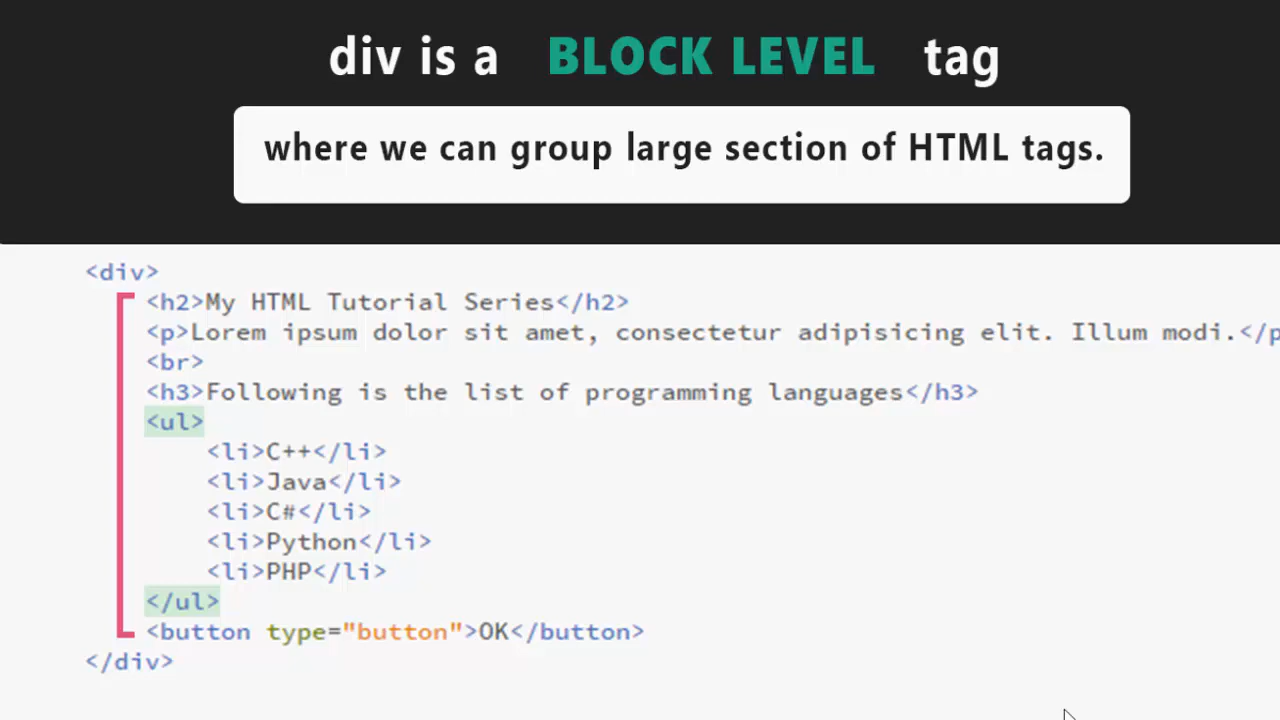 div is a BLOCK LEVEL tag
where we can group large section of HTML tags.
<div>
<h2>My HTML Tutorial Series</h2>
<p>Lorem ipsum dolor sit amet, consectetur adipisicing elit. Illum modi.</p
<br>
<h3>Following is the list of programming languages</h3>
<ul>
<li>C++</li>
<li>Java</li>
<li>C#</li>
<li>Python</li>
<li>PHP</li>
</ul>
<button type="button">OK</button>
</div>